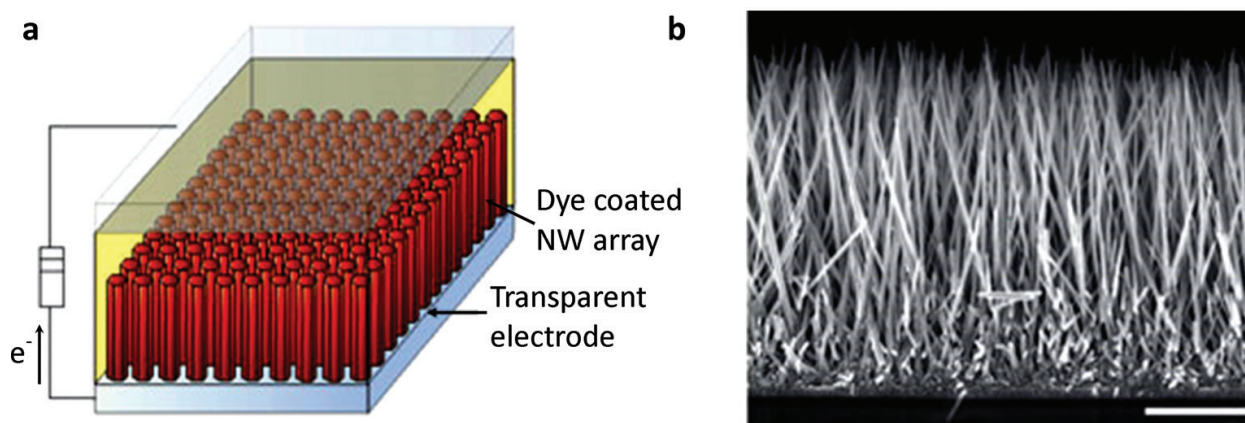 a
b
Dye coated
NW array
Transparent
electrode
e-